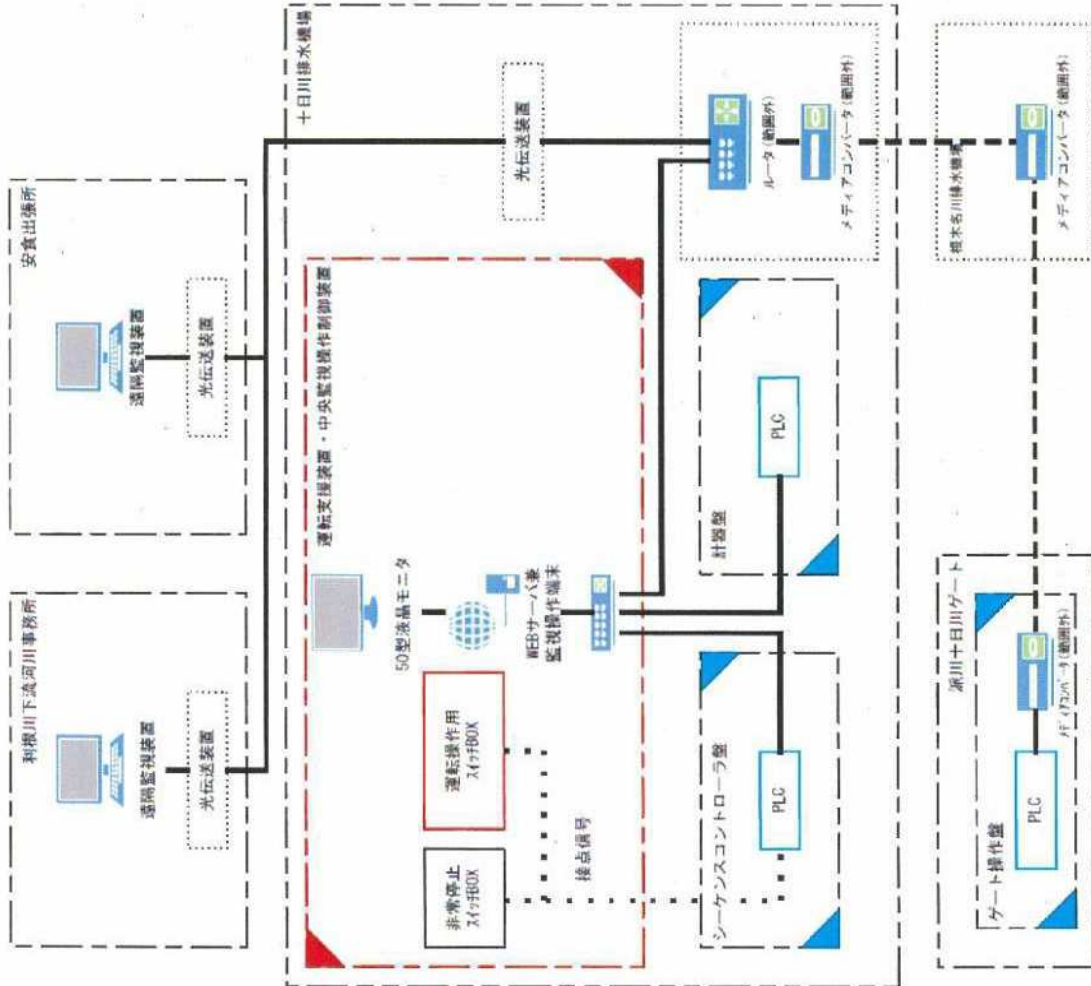 利根川下流河川事務所
遠隔監視装置
光伝送装置
安食出張所
遠隔監視装置
光伝送装置
十日川排水機場
光伝送装置
運転支援装置・中央監視操作制御装置
50型液晶モニタ
WEBサーバ兼
監視操作端末
非常停止
スイッチBOX
運転操作用
スイッチBOX
接点信号
シーケンスコントローラ盤
PLC
計器盤
PLC
ルータ(範囲外)
メディアコンバータ(範囲外)
派川十日川ゲート
ゲート操作盤
PLC
メディアコンバータ(範囲外)
根木名川排水機場
メディアコンバータ(範囲外)